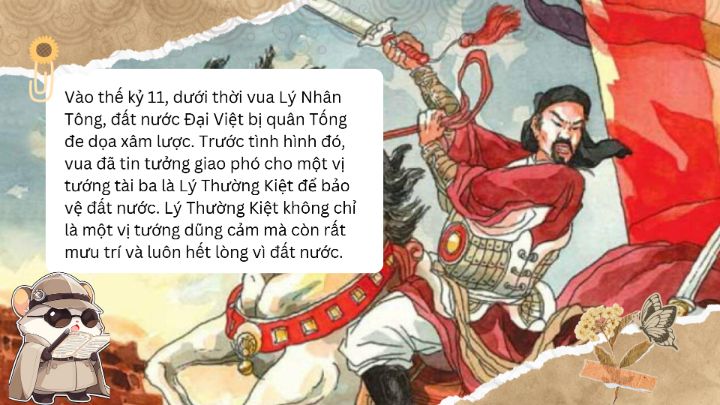 Vào thế kỷ 11, dưới thời vua Lý Nhân
Tông, đất nước Đại Việt bị quân Tống
đe dọa xâm lược. Trước tình hình đó,
vua đã tin tưởng giao phó cho một vị
tướng tài ba là Lý Thường Kiệt để bảo
vệ đất nước. Lý Thường Kiệt không chỉ
là một vị tướng dũng cảm mà còn rất
mưu trí và luôn hết lòng vì đất nước.